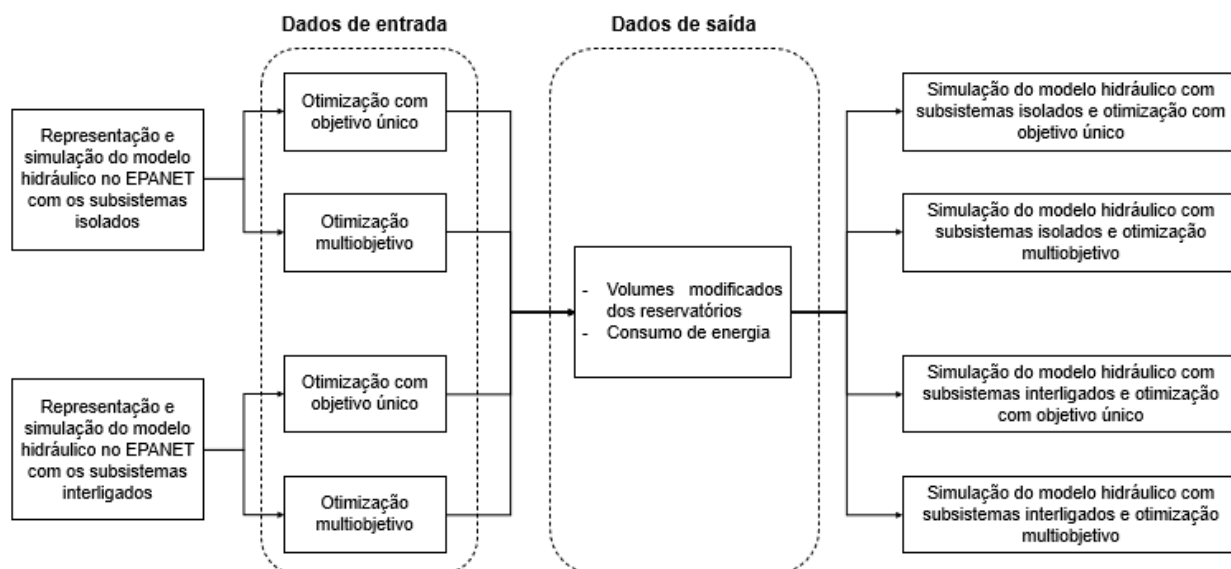 Dados de entrada
Dados de saída
Representação e
simulação do modelo
hidráulico no EPANET
com os subsistemas
isolados
Otimização com
objetivo único
Otimização
multiobjetivo
Representação e
simulação do modelo
hidráulico no EPANET
com os subsistemas
interligados
Otimização com
objetivo único
Otimização
multiobjetivo
- Volumes modificados
dos reservatórios
- Consumo de energia
Simulação do modelo hidráulico com
subsistemas isolados e otimização com
objetivo único
Simulação do modelo hidráulico com
subsistemas isolados e otimização
multiobjetivo
Simulação do modelo hidráulico com
subsistemas interligados e otimização
com objetivo único
Simulação do modelo hidráulico com
subsistemas interligados e otimização
multiobjetivo